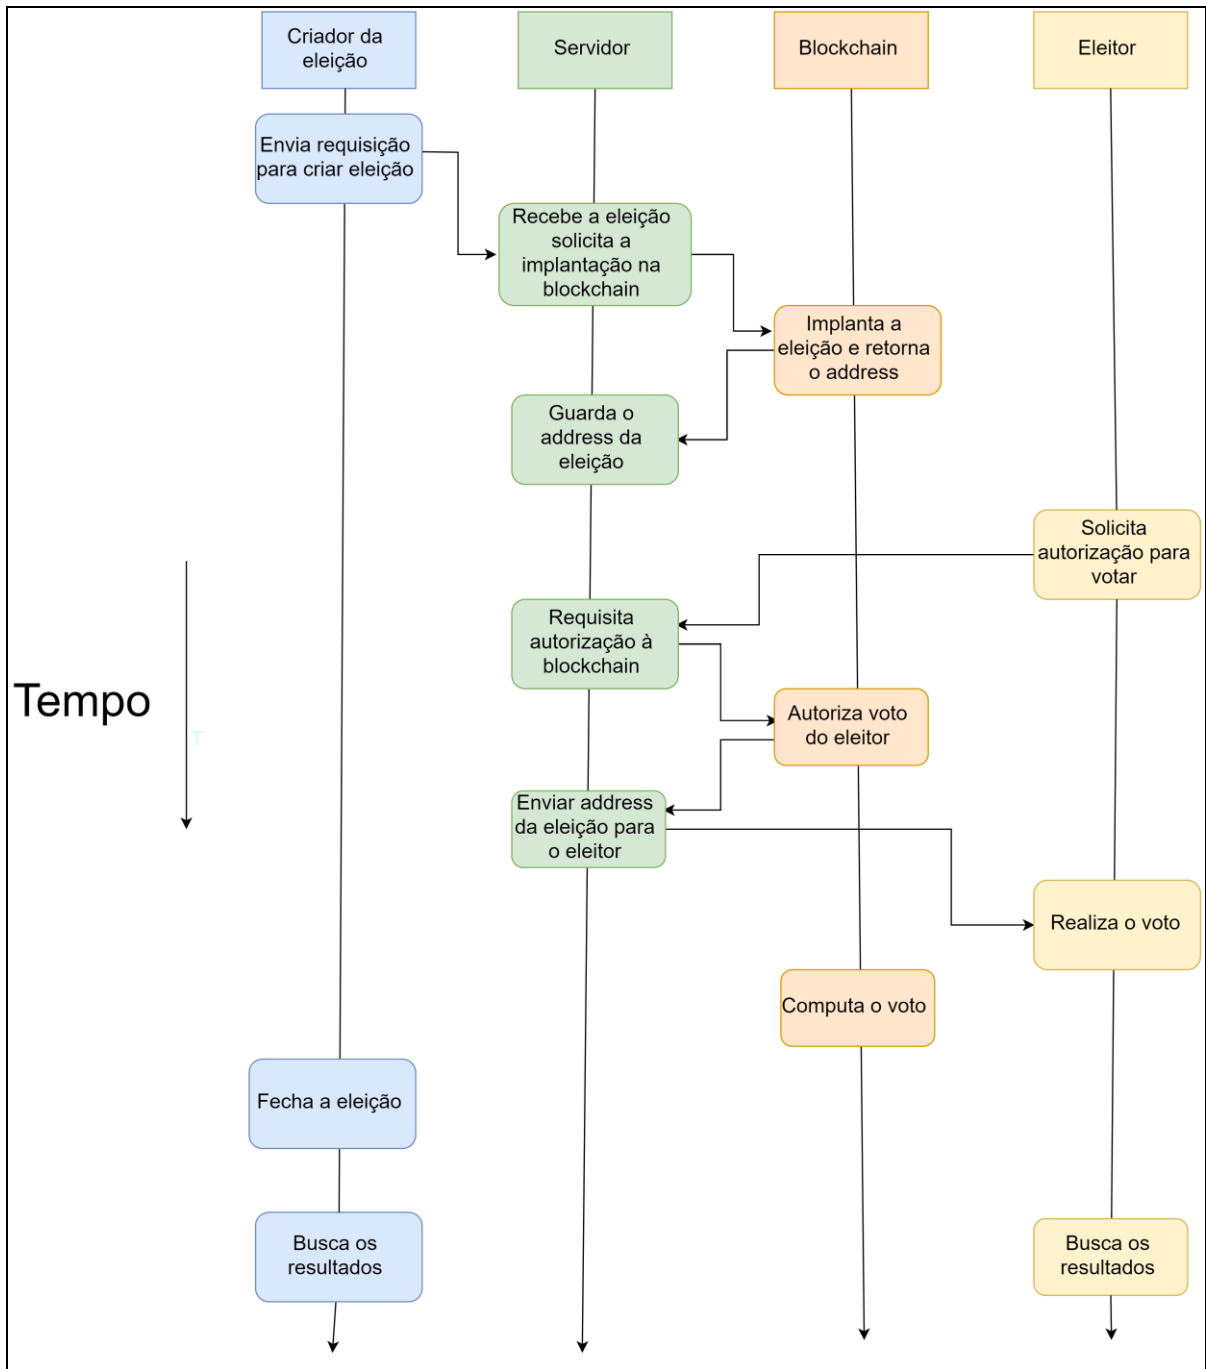 Criador da
eleição
Servidor
Blockchain
Eleitor
Envia requisição
para criar eleição
Recebe a eleição
solicita a
implantação na
blockchain
Implanta a
eleição e retorna
o address
Guarda o
address da
eleição
Solicita
autorização para
votar
Requisita
autorização à
blockchain
Tempo
T
Autoriza voto
do eleitor
Enviar address
da eleição para
o eleitor
Realiza o voto
Computa o voto
Fecha a eleição
Busca os
resultados
Busca os
resultados